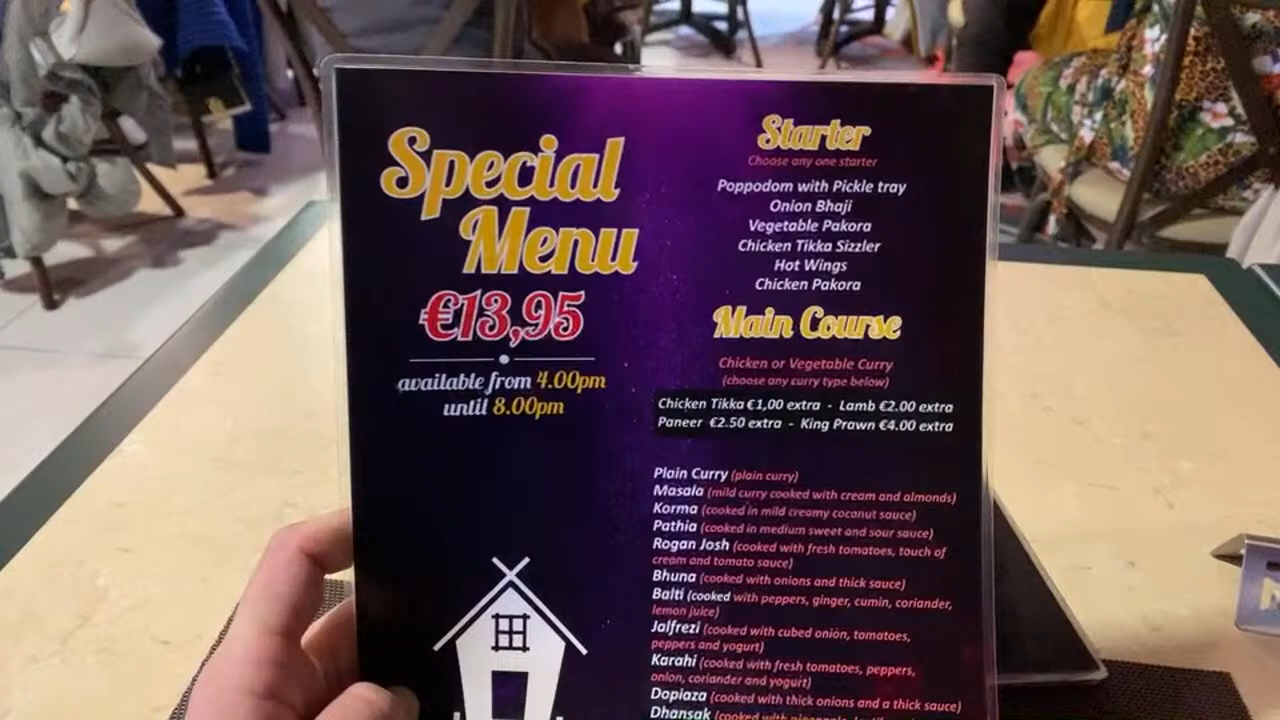 Special
Menu
€13,95
available from 4.00pm
until 8.00pm
Starter
Choose any one starter
Poppodom with Pickle tray
Onion Bhaji
Vegetable Pakora
Chicken Tikka Sizzler
Hot Wings
Chicken Pakora
Main Course
Chicken or Vegetable Curry
(choose any curry type below)
Chicken Tikka €1,00 extra - Lamb €2.00 extra
Paneer €2.50 extra - King Prawn €4.00 extra
Plain Curry (plain curry)
Masala (mild curry cooked with cream and almonds)
Korma (cooked in mild creamy coconut sauce)
Pathia (cooked in medium sweet and sour sauce)
Rogan Josh (cooked with fresh tomatoes, touch of
cream and tomato sauce)
Bhuna (cooked with onions and thick sauce)
Balti (cooked with peppers, ginger, cumin, coriander,
lemon juice)
Jalfrezi (cooked with cubed onion, tomatoes,
peppers and yogurt)
Karahi (cooked with fresh tomatoes, peppers,
onion, coriander and yogurt)
Dopiaza (cooked with thick onions and a thick sauce)
Dhansak (cooked with